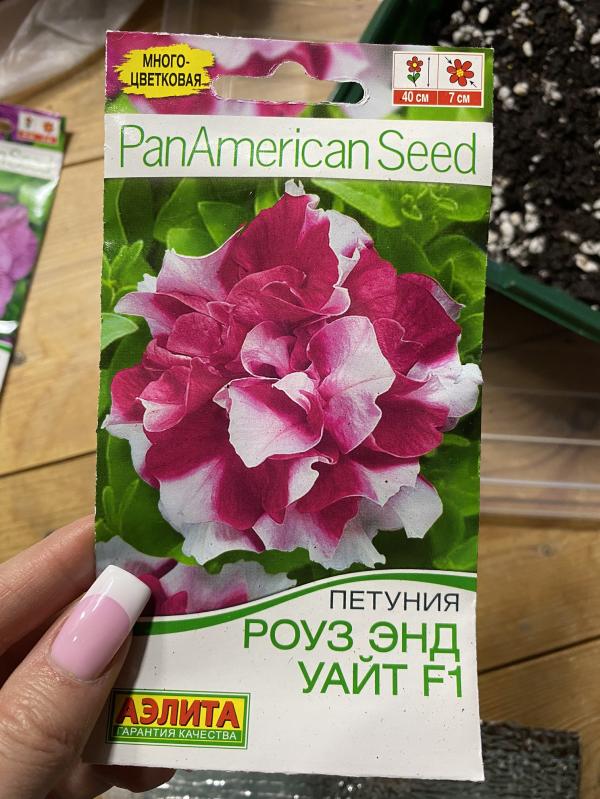 МНОГО-
ЦВЕТКОВАЯ
40 СМ
7 СМ
PanAmerican Seed
ПЕТУНИЯ
РОУЗ ЭНД
УАЙТ F1
АЭЛИТА
ГАРАНТИЯ КАЧЕСТВА